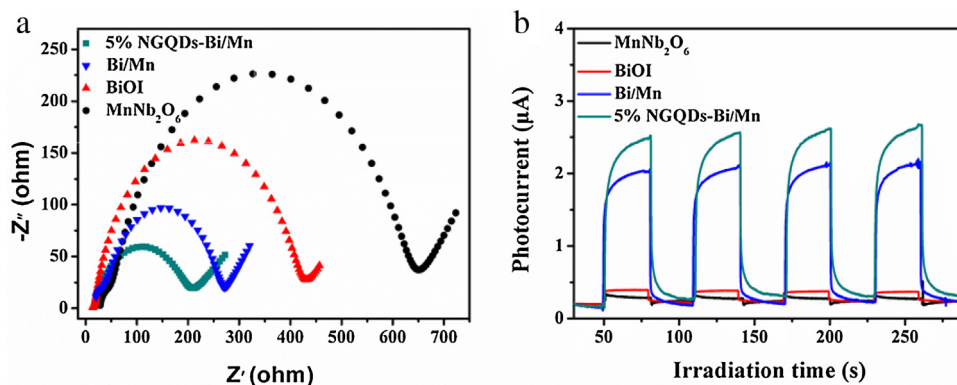 a
5% NGQDs-Bi/Mn
Bi/Mn
BiOI
MnNb₂O₆
-Z'' (ohm)
250
200
150
100
50
0
0 100 200 300 400 500 600 700
Z' (ohm)
b
MnNb₂O₆
BiOI
Bi/Mn
5% NGQDs-Bi/Mn
Photocurrent (μA)
4
3
2
1
0
50 100 150 200 250
Irradiation time (s)